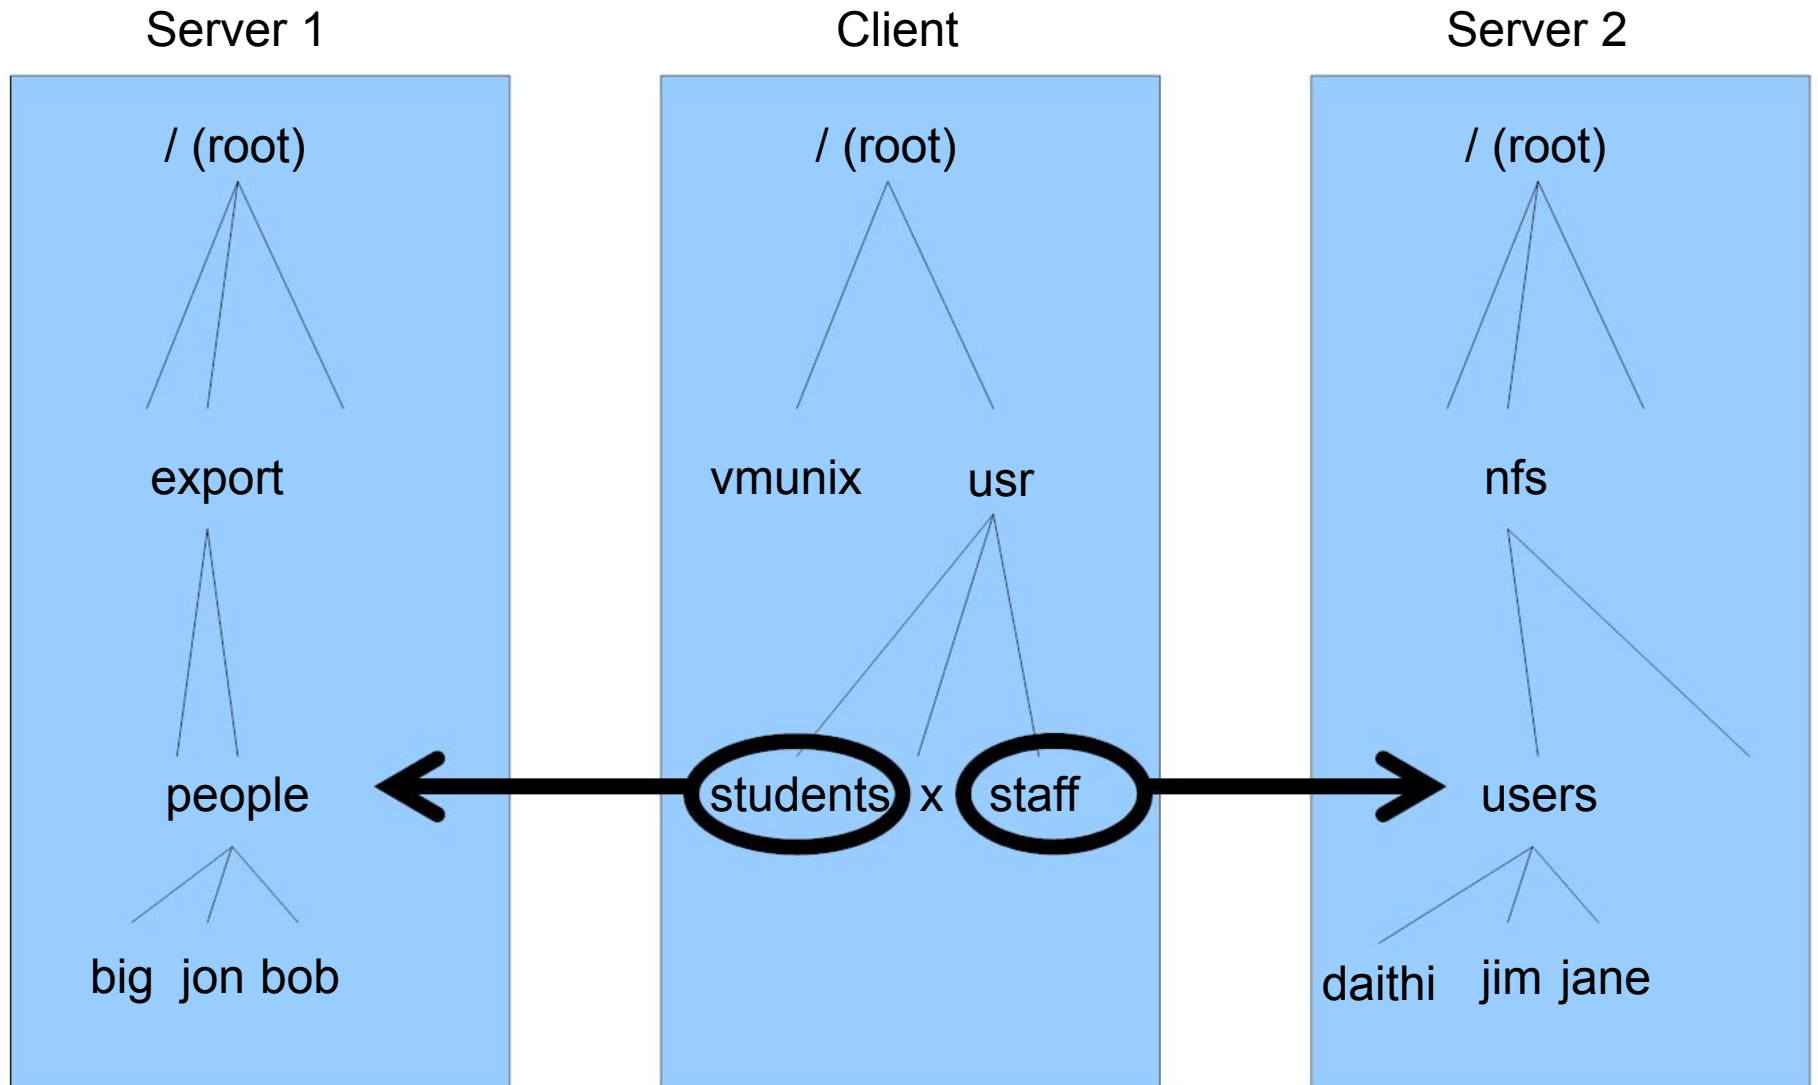 Server 1 Client Server 2
/ (root) / (root) / (root)
export vmunix usr nfs
people students x staff users
big jon bob daithi jim jane